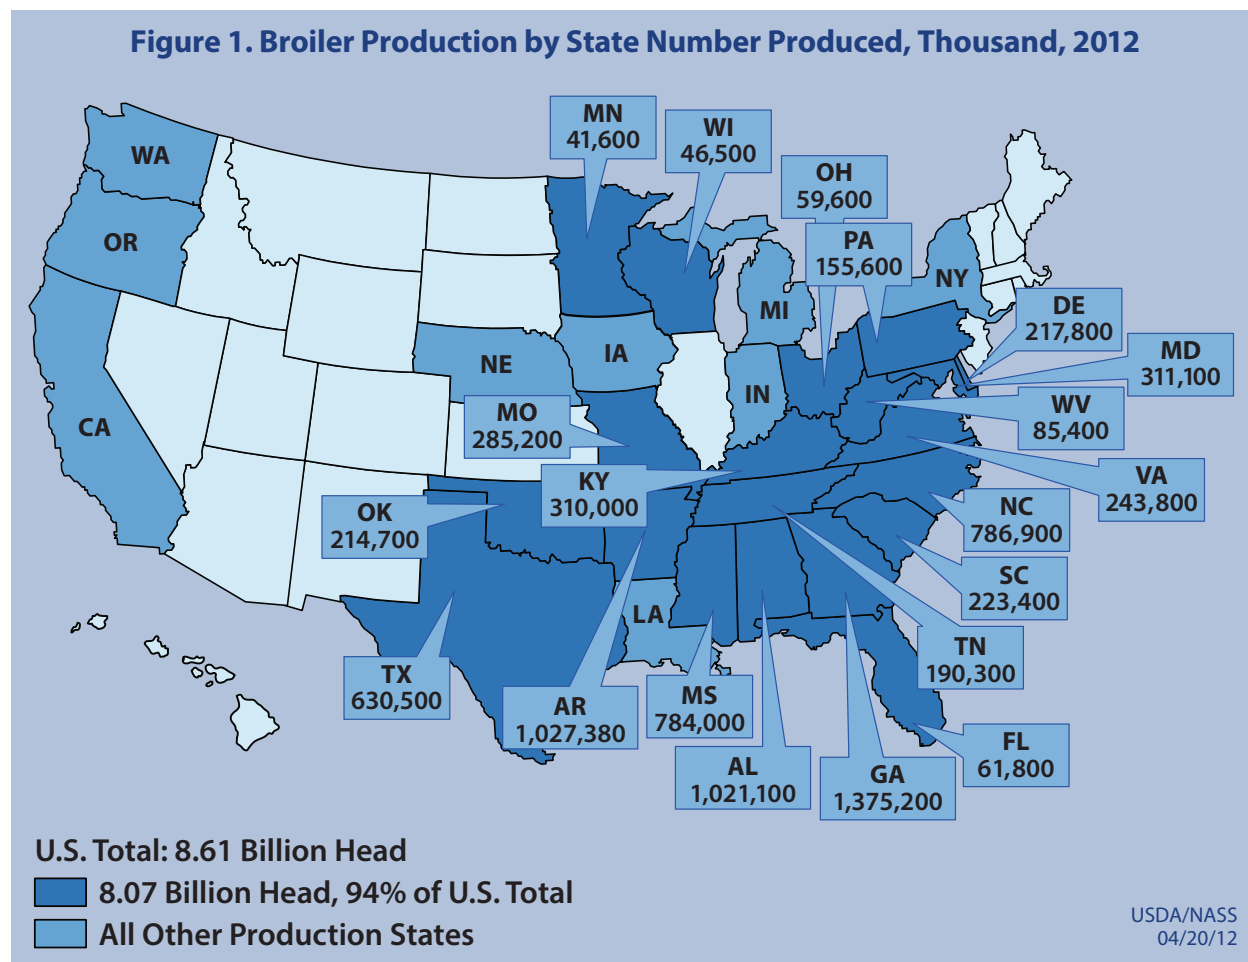 Figure 1. Broiler Production by State Number Produced, Thousand, 2012
MN
41,600
WI
46,500
OH
59,600
PA
155,600
WA
OR
CA
NE
IA
MI
IN
NY
LA
DE
217,800
MD
311,100
WV
85,400
VA
243,800
MO
285,200
KY
310,000
OK
214,700
NC
786,900
SC
223,400
TN
190,300
TX
630,500
AR
1,027,380
MS
784,000
AL
1,021,100
GA
1,375,200
FL
61,800
U.S. Total: 8.61 Billion Head
8.07 Billion Head, 94% of U.S. Total
All Other Production States
USDA/NASS
04/20/12